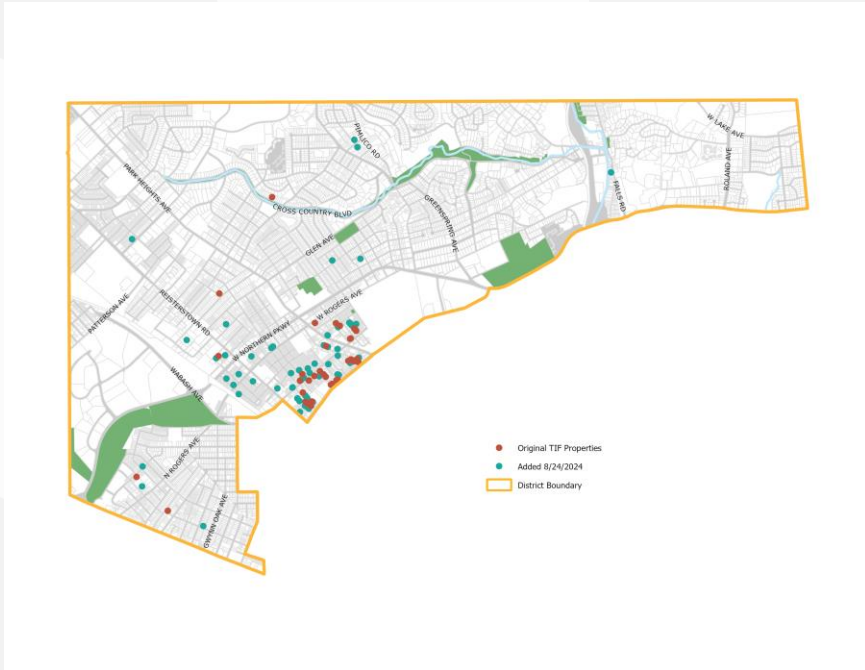 PIMLICO RD
W LAKE AVE
ROLAND AVE
PARK HEIGHTS AVE
FALLS RD
CROSS COUNTRY BLVD
GREENSPRING AVE
GLEN AVE
PATTERSON AVE
REISTERSTOWN RD
W ROGERS AVE
W NORTHERN PKWY
WABASH AVE
N ROGERS AVE
GWYNN OAK AVE
Original TIF Properties
Added 8/24/2024
District Boundary